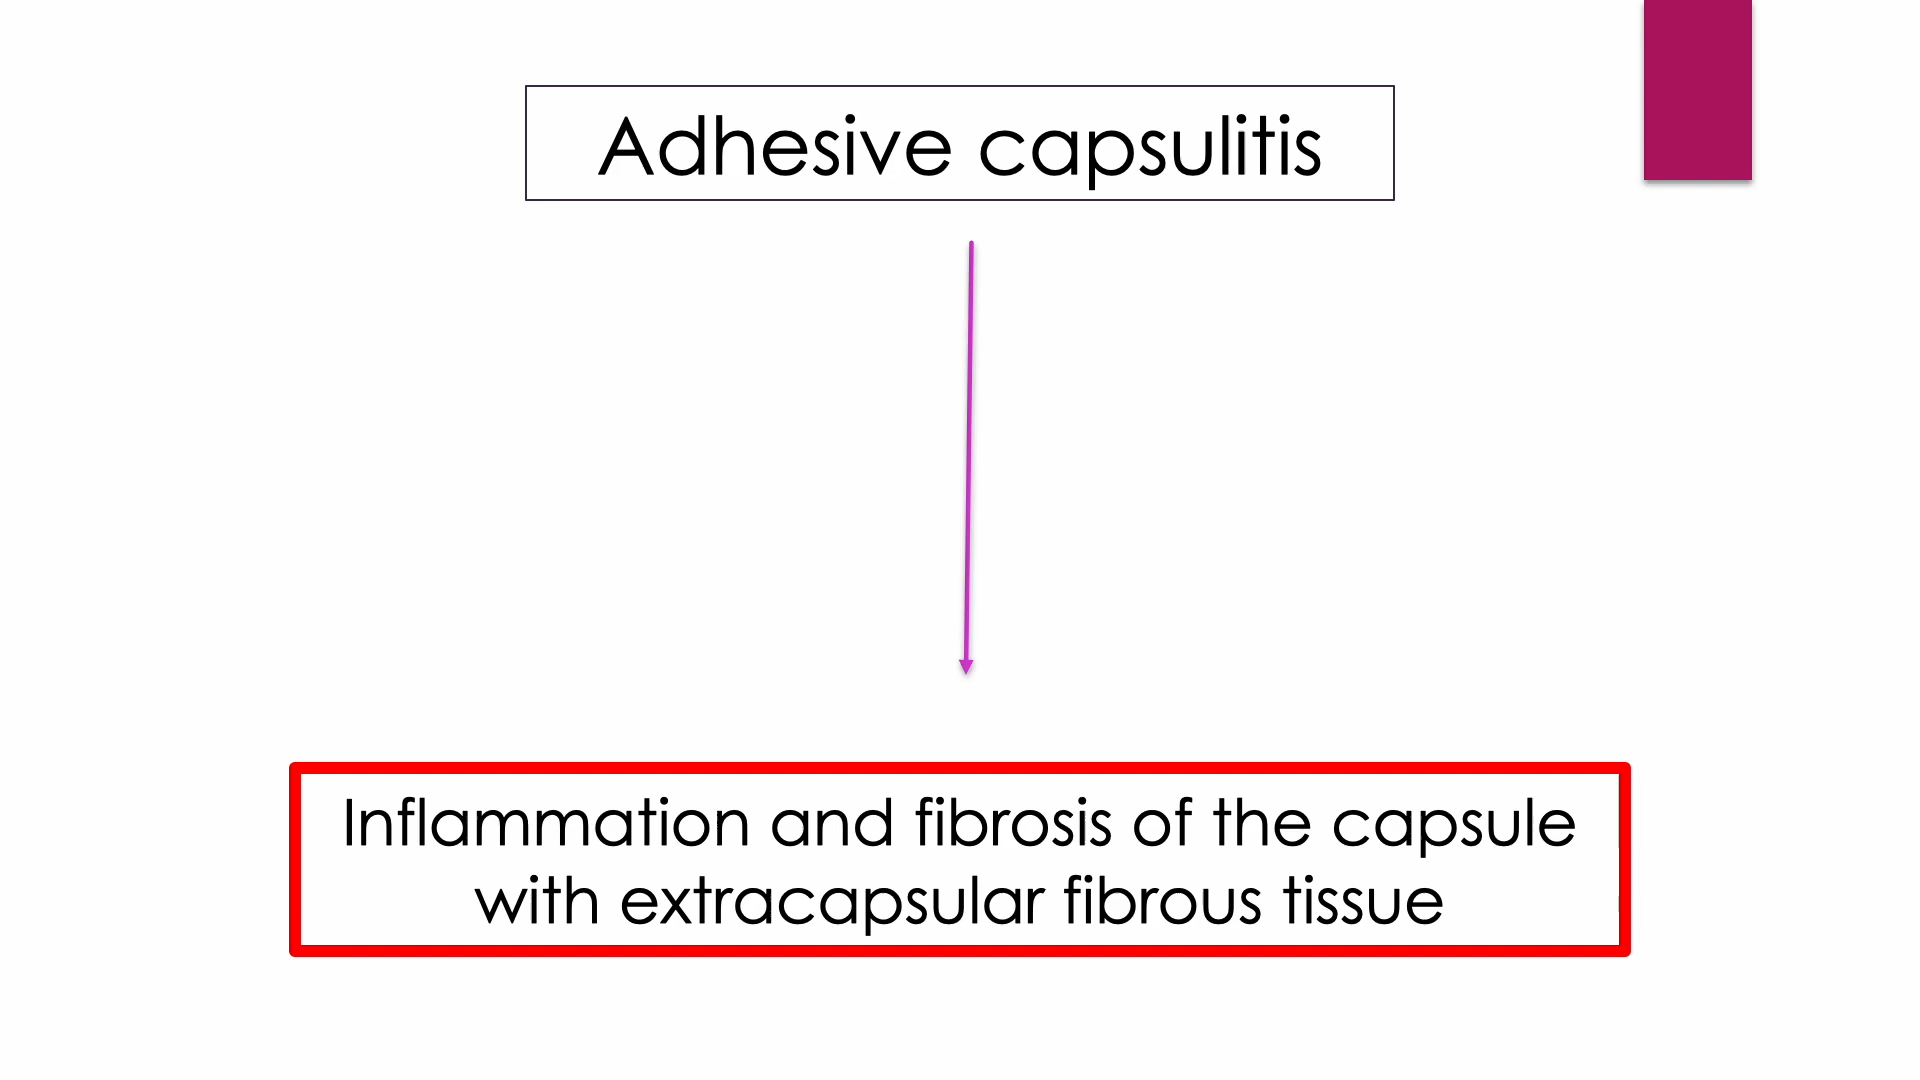 Adhesive capsulitis
Inflammation and fibrosis of the capsule
with extracapsular fibrous tissue